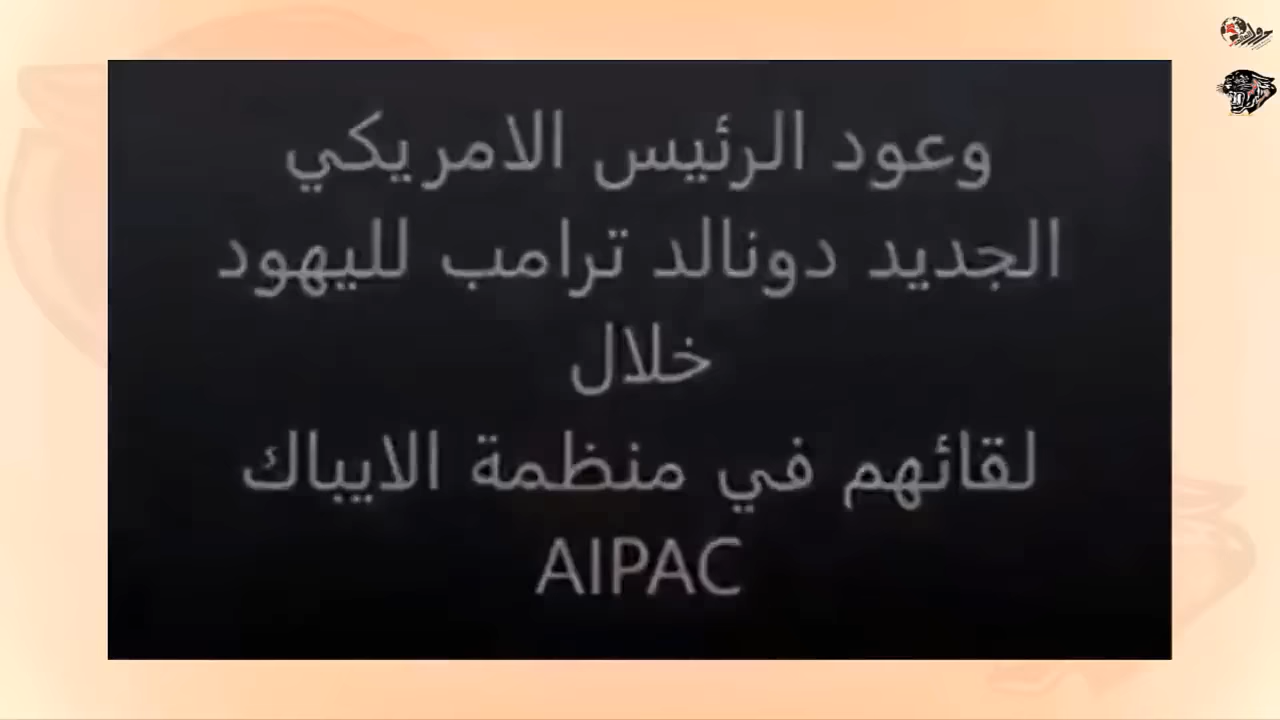 وعود الرئيس الامريكي
الجديد دونالد ترامب لليهود
خلال
لقائهم في منظمة الايباك
AIPAC